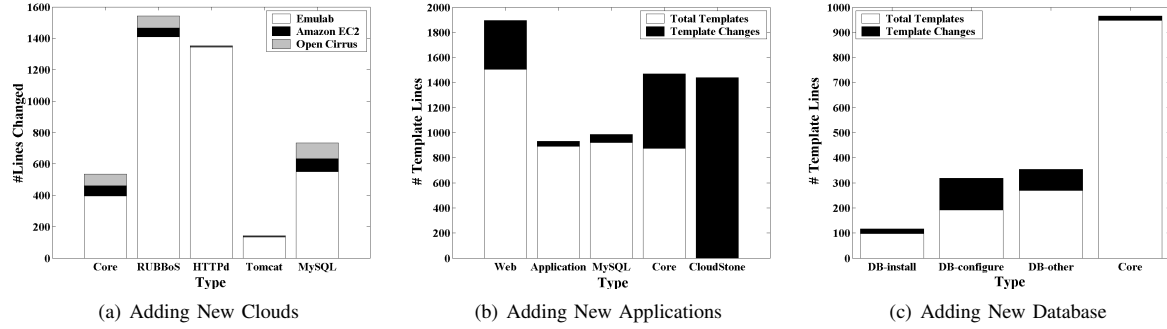 1600
1400
1200
1000
800
600
400
200
0
#Lines Changed
Emulab
Amazon EC2
Open Cirrus
Core
RUBBoS
HTTPd
Tomcat
MySQL
Type
(a) Adding New Clouds
2000
1800
1600
1400
1200
1000
800
600
400
200
0
# Template Lines
Total Templates
Template Changes
Web
Application
MySQL
Core
CloudStone
Type
(b) Adding New Applications
1000
900
800
700
600
500
400
300
200
100
0
# Template Lines
Total Templates
Template Changes
DB-install
DB-configure
DB-other
Core
Type
(c) Adding New Database